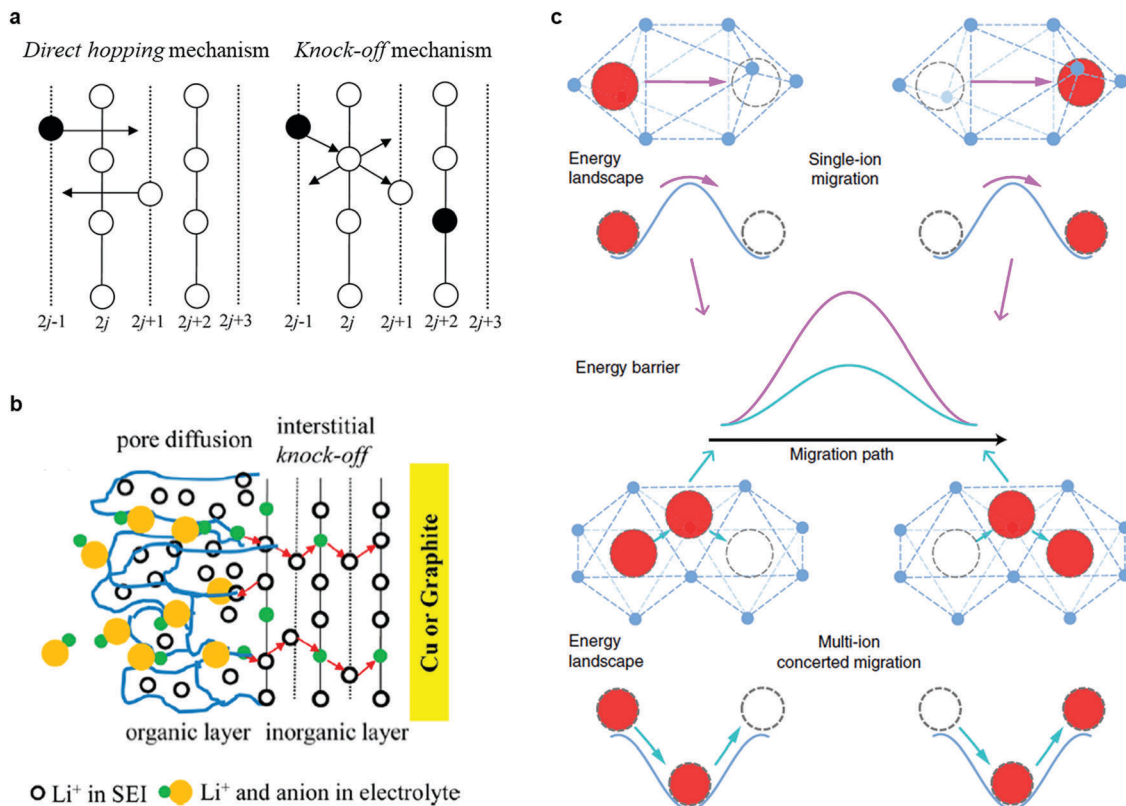 a
Direct hopping mechanism
Knock-off mechanism
2j-1 2j 2j+1 2j+2 2j+3
2j-1 2j 2j+1 2j+2 2j+3
b
pore diffusion
interstitial
knock-off
Cu or Graphite
organic layer
inorganic layer
Li⁺ in SEI
Li⁺ and anion in electrolyte
c
Energy
landscape
Single-ion
migration
Energy barrier
Migration path
Energy
landscape
Multi-ion
concerted migration